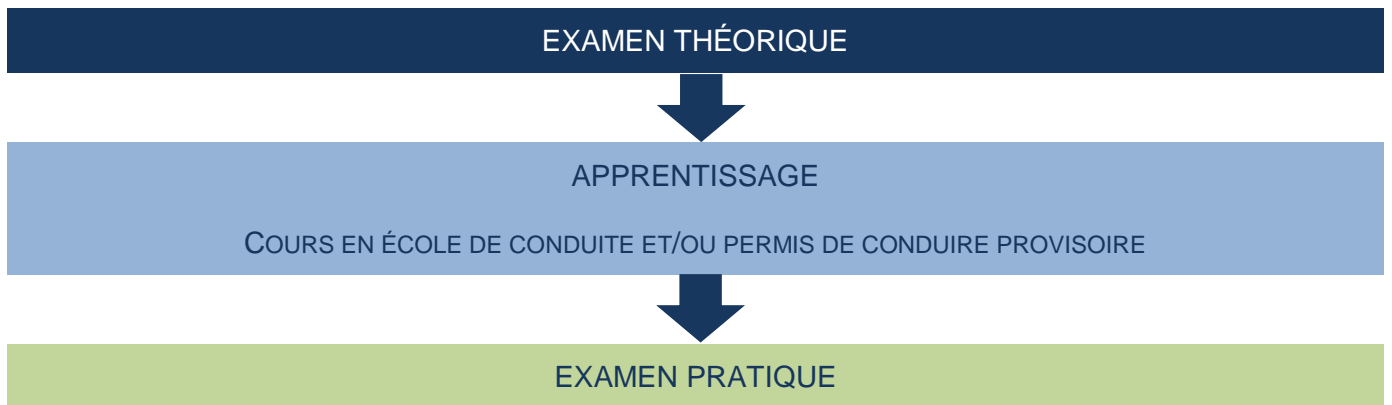 EXAMEN THÉORIQUE
APPRENTISSAGE
COURS EN ÉCOLE DE CONDUITE ET/OU PERMIS DE CONDUIRE PROVISOIRE
EXAMEN PRATIQUE